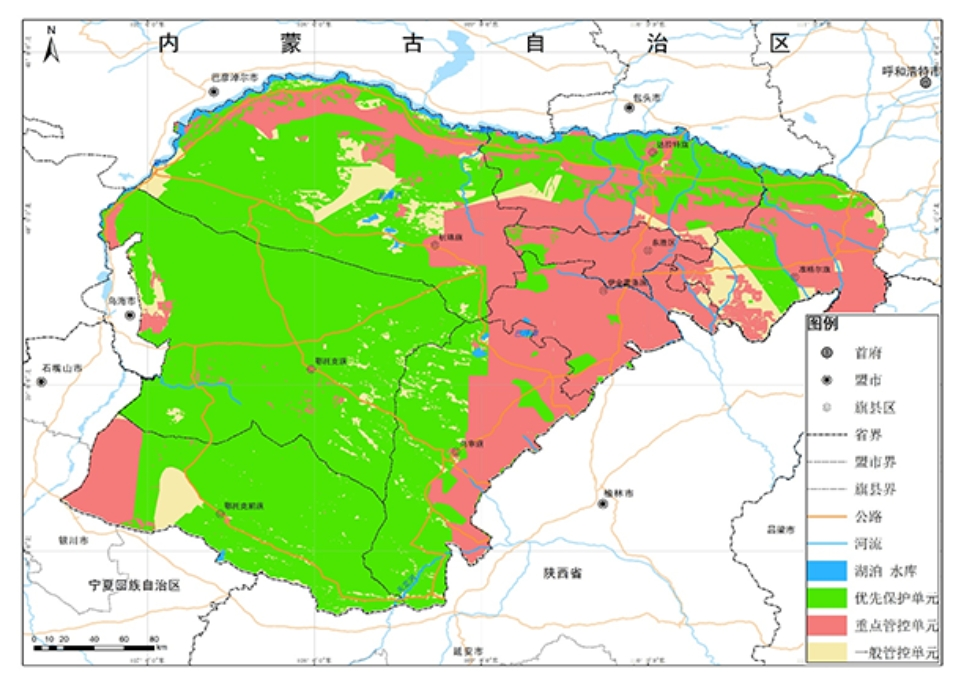 N
内 蒙 古 自 治 区
巴彦淖尔市
包头市
呼和浩特市
达拉特旗
杭锦旗
东胜区
伊金霍洛旗
准格尔旗
乌海市
石嘴山市
鄂托克旗
乌审旗
鄂托克前旗
榆林市
吕梁市
银川市
宁夏回族自治区
陕西省
延安市
0 10 20 40 60 80
km
图例
首府
盟市
旗县区
省界
盟市界
旗县界
公路
河流
湖泊 水库
优先保护单元
重点管控单元
一般管控单元